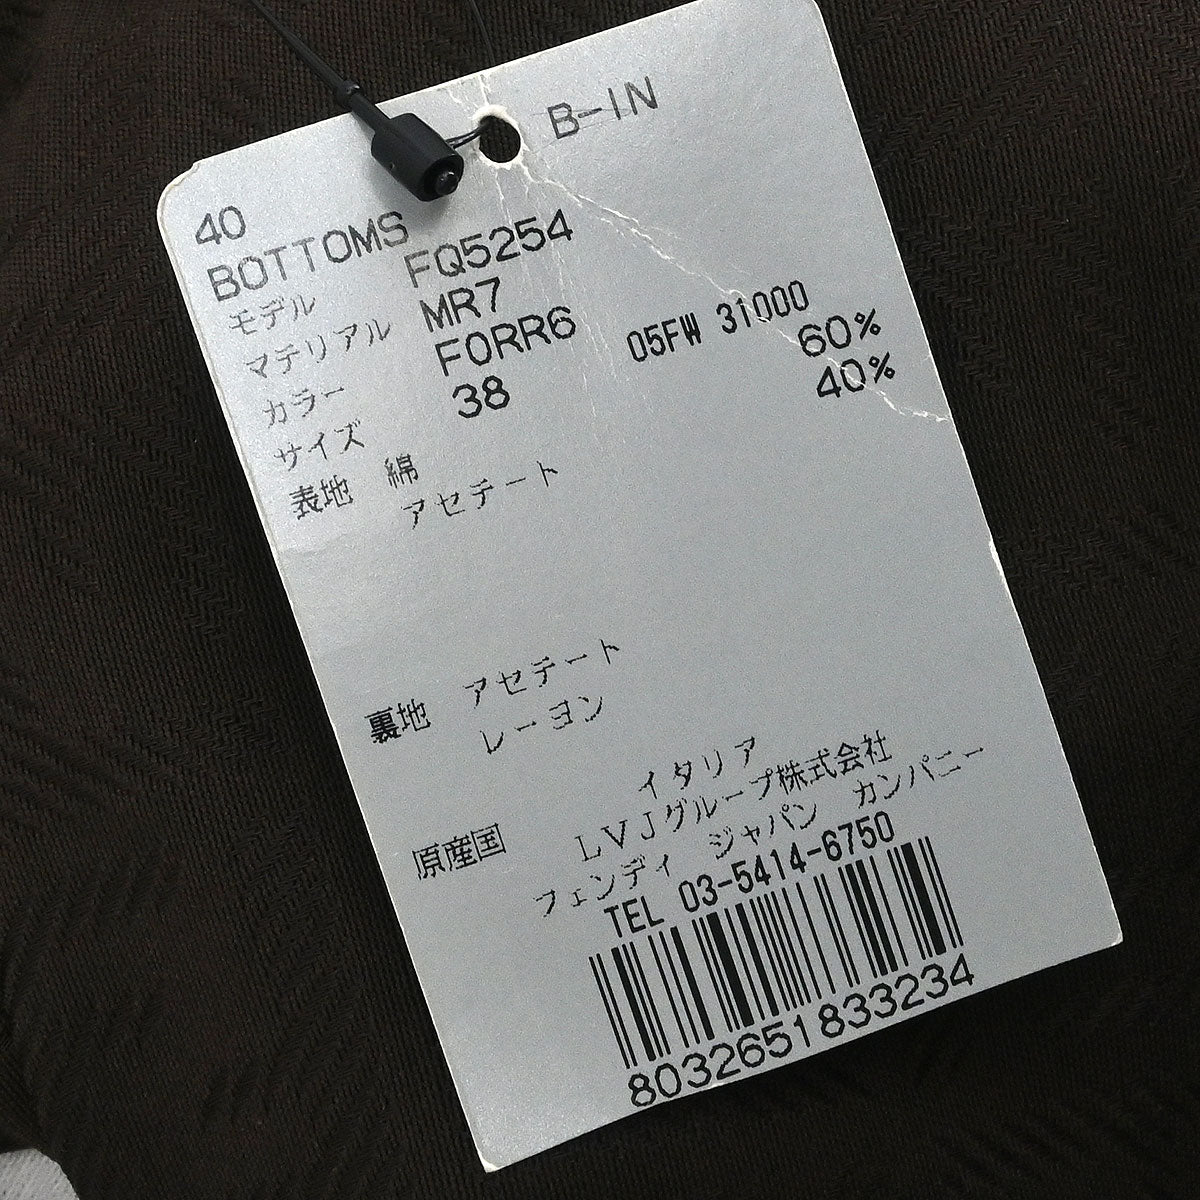 B-IN
40
BOTTOMS
モデル FQ5254
マテリアル MR7
カラー F0RR6 05FW 31000
サイズ 38
表地 綿 60%
アセテート 40%
裏地 アセテート
レーヨン
原産国 イタリア
LVJグループ株式会社
フェンディ ジャパン カンパニー
TEL 03-5414-6750
8032651833234